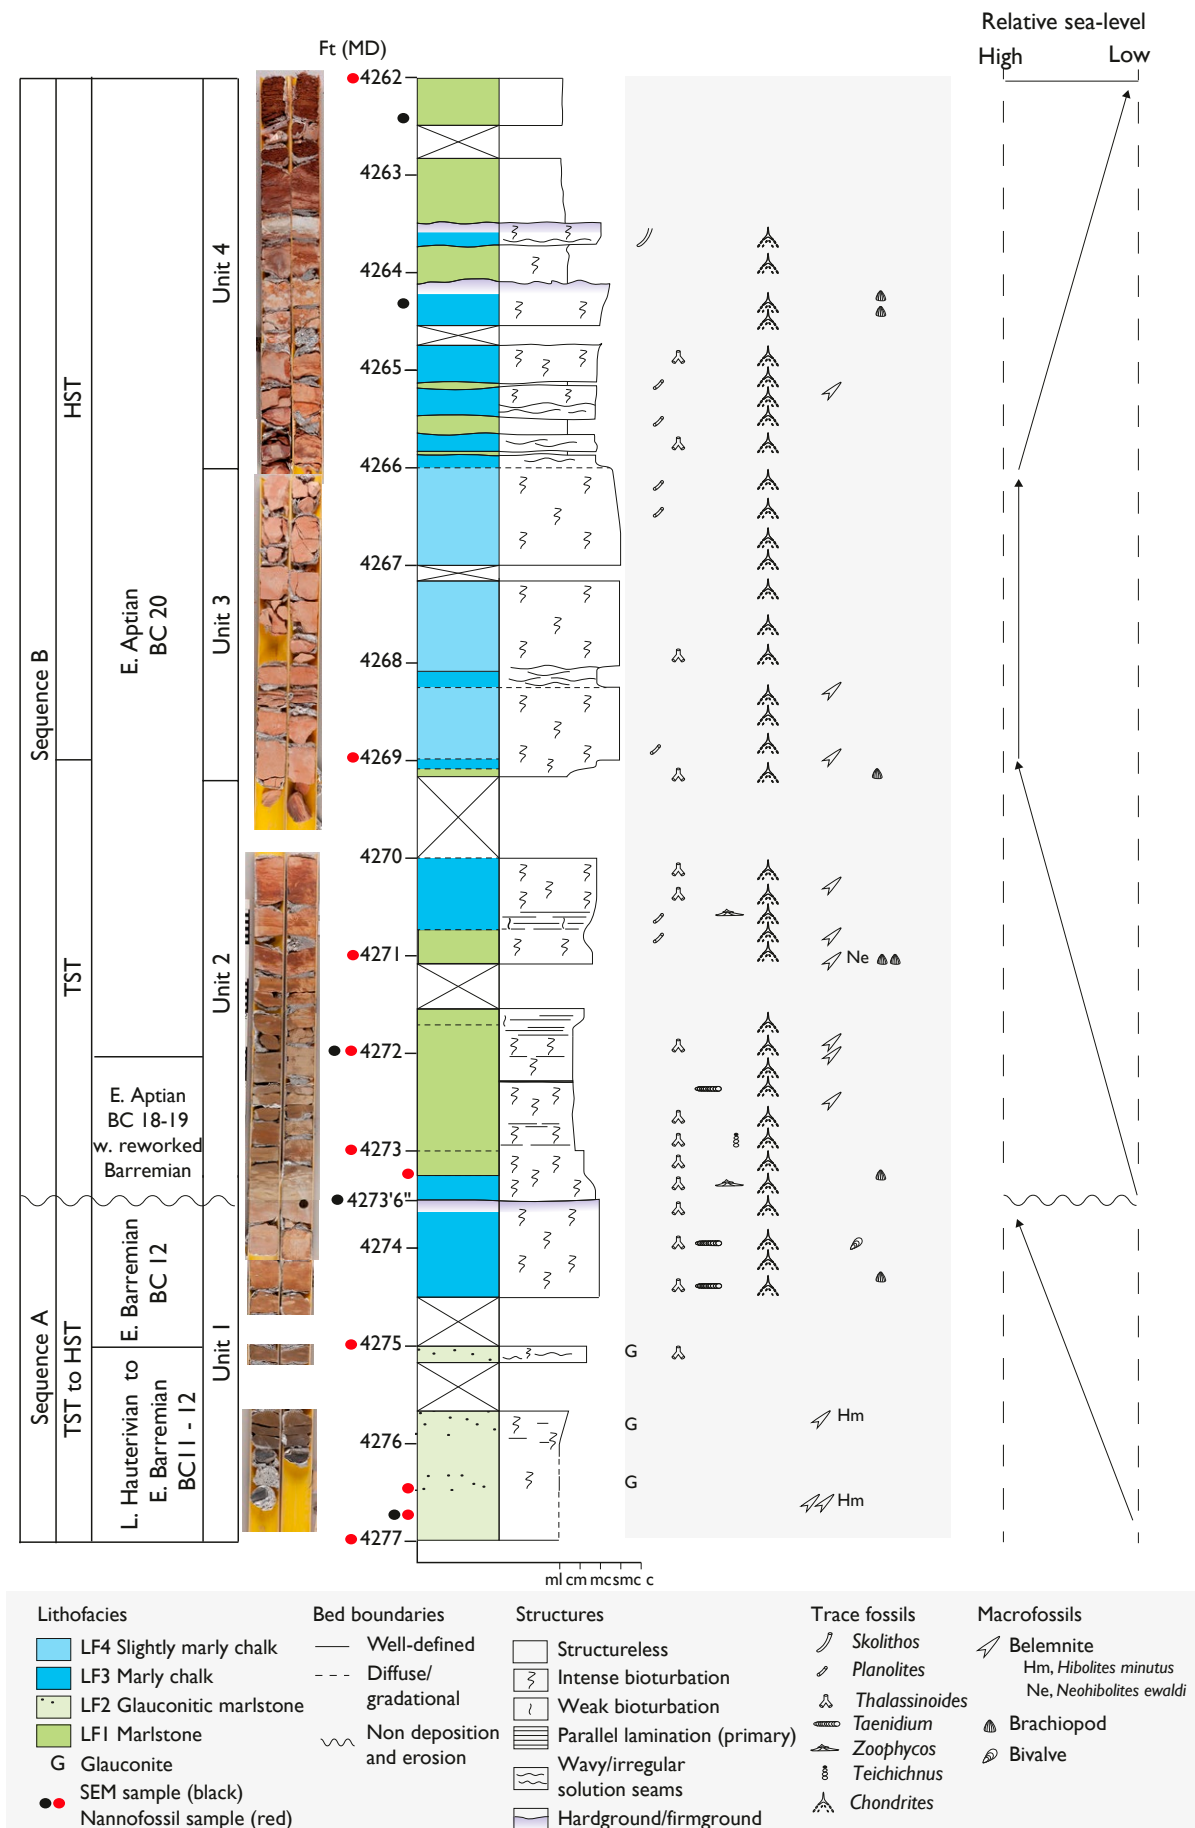 Relative sea-level
High
Low
Ft (MD)
4262
4263
4264
4265
4266
4267
4268
4269
4270
4271
4272
4273
4273'6"
4274
4275
4276
4277
Sequence B
Sequence A
HST
TST
TST to HST
E. Aptian
BC 20
E. Aptian
BC 18-19
w. reworked
Barremian
E. Barremian
BC 12
L. Hauterivian to
E. Barremian
BC11 - 12
Unit 4
Unit 3
Unit 2
Unit 1
Ne
G
G
Hm
G
Hm
ml cm mc smc c
Lithofacies
LF4 Slightly marly chalk
LF3 Marly chalk
LF2 Glauconitic marlstone
LF1 Marlstone
G Glauconite
SEM sample (black)
Nannofossil sample (red)
Bed boundaries
Well-defined
Diffuse/
gradational
Non deposition
and erosion
Structures
Structureless
Intense bioturbation
Weak bioturbation
Parallel lamination (primary)
Wavy/irregular
solution seams
Hardground/firmground
Trace fossils
Skolithos
Planolites
Thalassinoides
Taenidium
Zoophycos
Teichichnus
Chondrites
Macrofossils
Belemnite
Hm, Hibolites minutus
Ne, Neohibolites ewaldi
Brachiopod
Bivalve